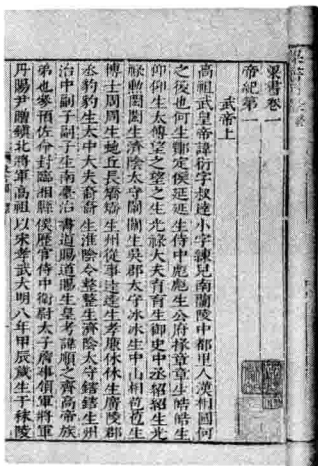 梁書卷一
帝紀第一
武帝上
高祖武皇帝諱衍字叔達小字練兒南蘭陵中都里人漢相國何
之後也何生酇定侯延延生侍中彪彪生公府掾章章生皓皓生
仰仰生太傅望之望之生光祿大夫育育生御史中丞紹紹生光
祿勳閎閎生濟陰太守闡闡生吳郡太守冰冰生中山相苞苞生
博士周周生蛇丘長矯矯生州從事逵逵生孝廉休休生廣陵郡
丞豹豹生太中大夫裔裔生淮陰令整整生濟陰太守鎋鎋生州
治中副子副子生南臺治書道賜道賜生皇考諱順之齊高帝族
弟也參預佐命封臨湘縣侯歷官侍中衛尉太子詹事領軍將軍
丹陽尹贈鎮北將軍高祖以宋孝武大明八年甲辰歲生于秣陵